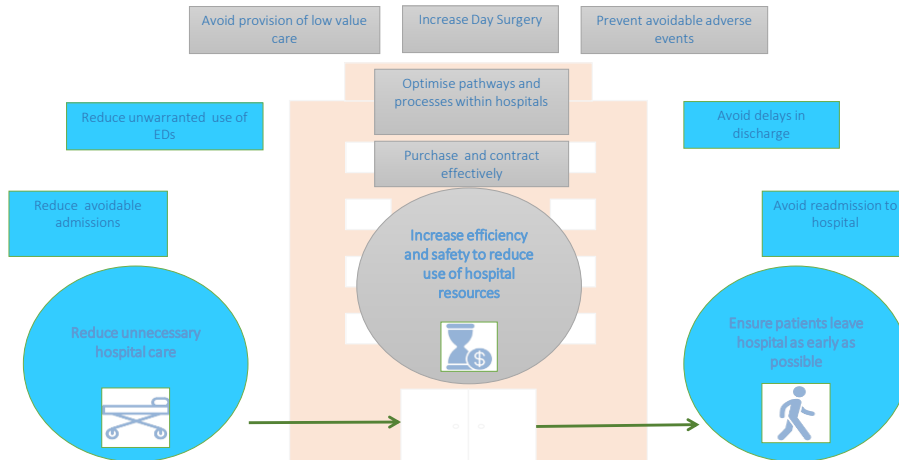 Avoid provision of low value
care
Increase Day Surgery
Prevent avoidable adverse
events
Optimise pathways and
processes within hospitals
Reduce unwarranted use of
EDs
Avoid delays in
discharge
Purchase and contract
effectively
Reduce avoidable
admissions
Avoid readmission to
hospital
Increase efficiency
and safety to reduce
use of hospital
resources
Reduce unnecessary
hospital care
Ensure patients leave
hospital as early as
possible
$